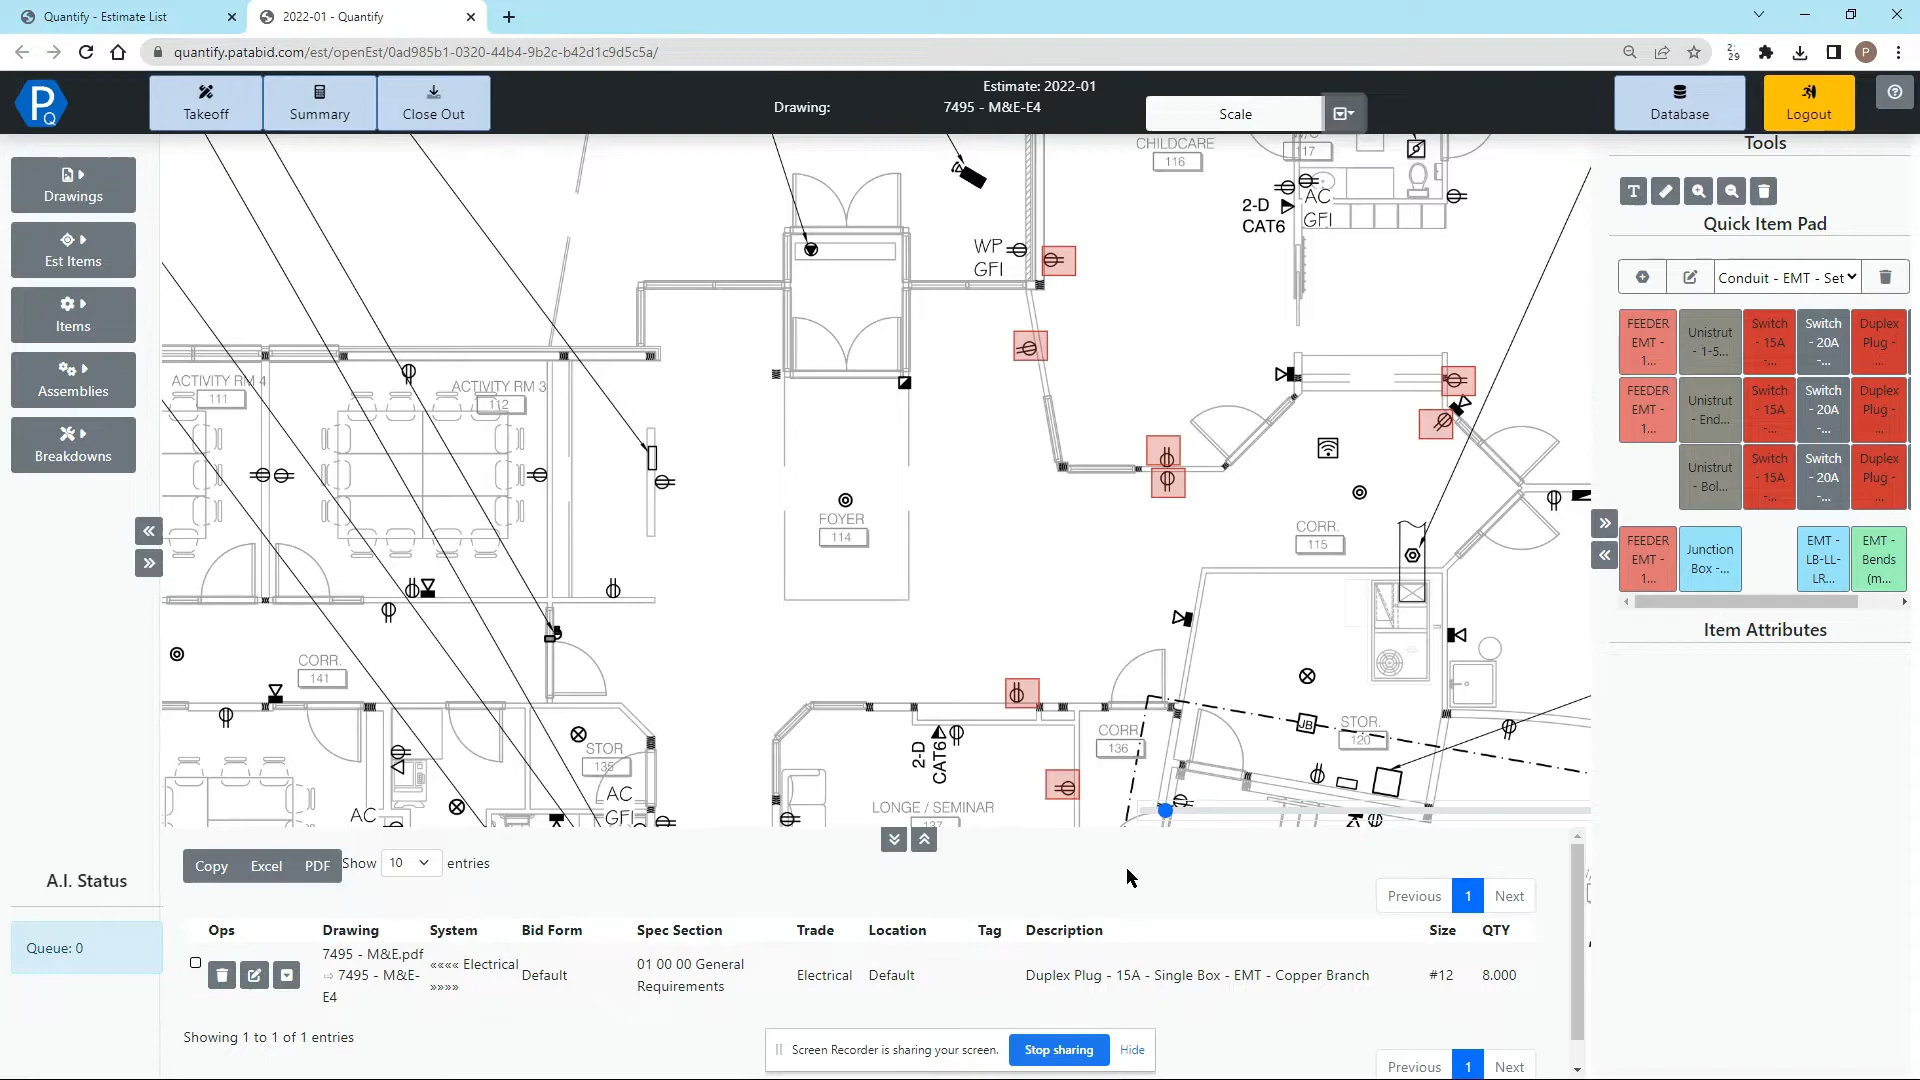 Quantify - Estimate List
2022-01 - Quantify
quantify.patabid.com/est/openEst/0ad985b1-0320-44b4-9b2c-b42d1c9d5c5a/
2:
29
P
PQ
Takeoff
Summary
Close Out
Drawing:
Estimate: 2022-01
7495 - M&E-E4
Scale
Database
Logout
Drawings
Est Items
Items
Assemblies
Breakdowns
A.I. Status
Queue: 0
CHILDCARE
116
117
2-D
CAT6
AC
GFI
WP
GFI
ACTIVITY RM 4
111
ACTIVITY RM 3
112
FOYER
114
CORR.
115
CORR.
141
STOR
135
AC
GFI
AC
2-D
CAT6
LONGE / SEMINAR
137
CORR
136
JB
STOR.
120
Tools
T
Quick Item Pad
Conduit - EMT - Set
FEEDER EMT - 1...
Unistrut - 1-5...
Switch - 15A -...
Switch - 20A -...
Duplex Plug - ...
FEEDER EMT - 1...
Unistrut - End...
Switch - 15A -...
Switch - 20A -...
Duplex Plug - ...
Unistrut - Bol...
Switch - 15A -...
Switch - 20A -...
Duplex Plug - ...
FEEDER EMT - 1...
Junction Box -...
EMT - LB-LL-LR...
EMT - Bends (m...
Item Attributes
Copy
Excel
PDF
Show 10 entries
Previous 1 Next
Ops Drawing System Bid Form Spec Section Trade Location Tag Description Size QTY
7495 - M&E.pdf ⇨ 7495 - M&E-E4
«««« Electrical »»»»
Default
01 00 00 General Requirements
Electrical
Default
Duplex Plug - 15A - Single Box - EMT - Copper Branch
#12
8.000
Showing 1 to 1 of 1 entries
Screen Recorder is sharing your screen.
Stop sharing
Hide
Previous 1 Next